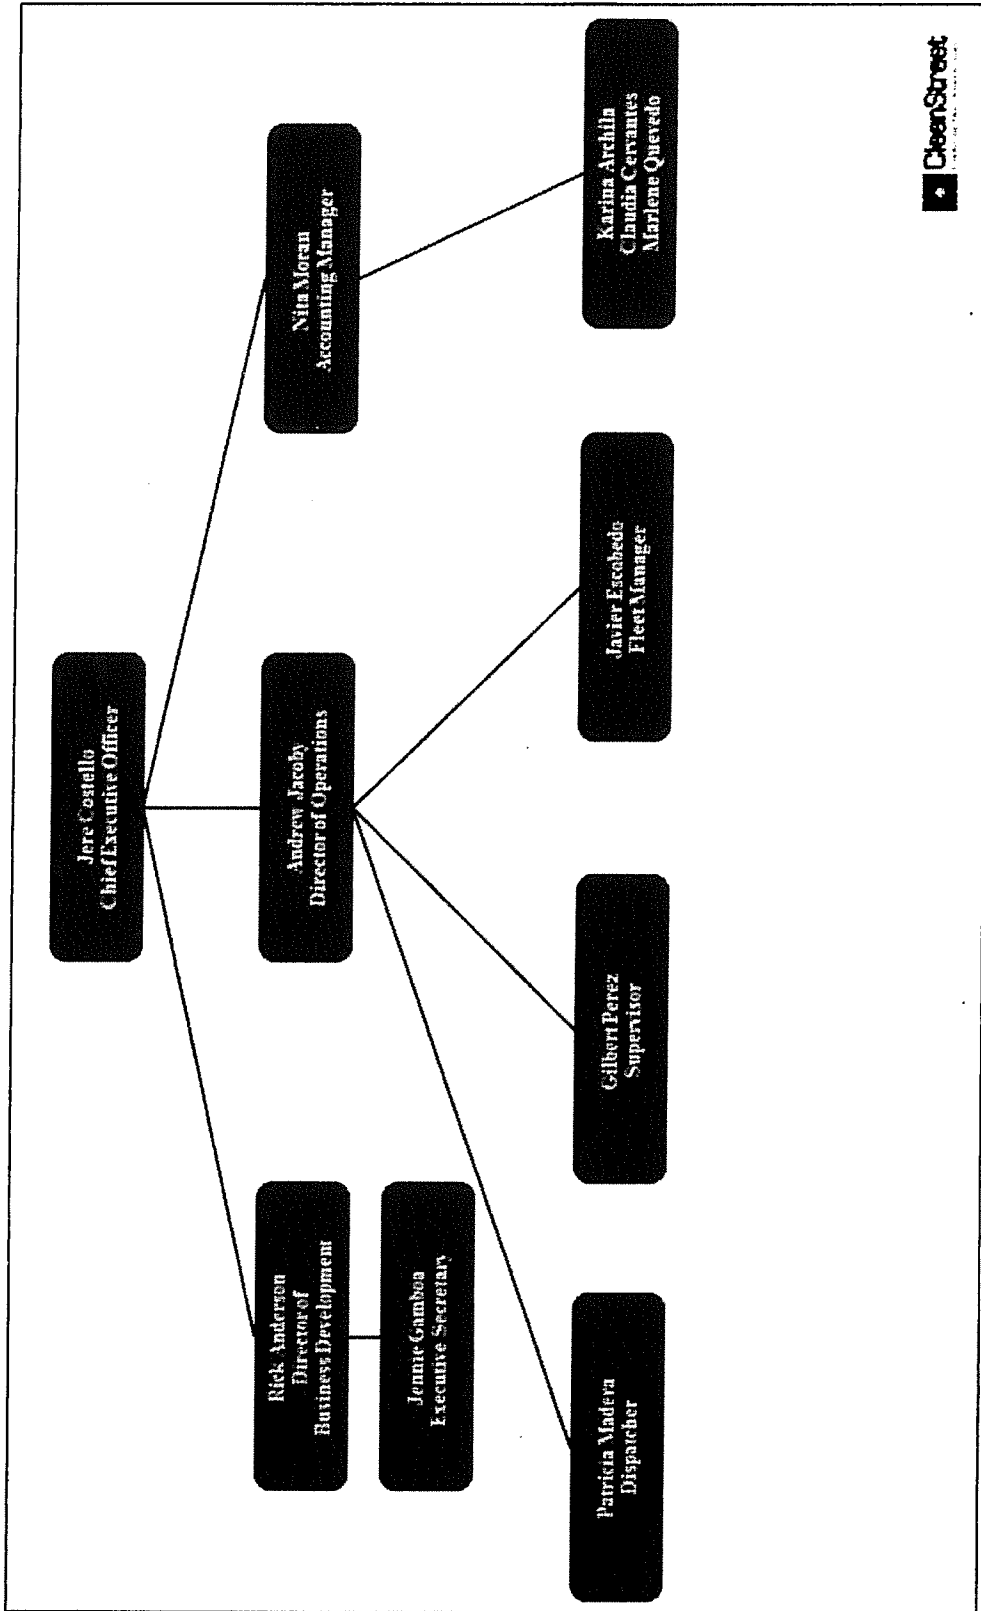 Jere Costello
Chief Executive Officer
Rick Anderson
Director of
Business Development
Andrew Jacoby
Director of Operations
Nita Moran
Accounting Manager
Jennie Gamboa
Executive Secretary
Patricia Madera
Dispatcher
Gilbert Perez
Supervisor
Javier Escobedo
Fleet Manager
Karina Archila
Claudia Cervantes
Marlene Quevedo
CleanStreet